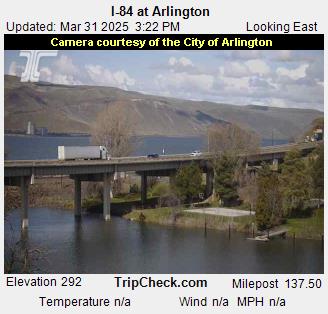 I-84 at Arlington
Updated: Mar 31 2025 3:22 PM Looking East
Camera courtesy of the City of Arlington
Elevation 292 TripCheck.com Milepost 137.50
Temperature n/a Wind n/a MPH n/a